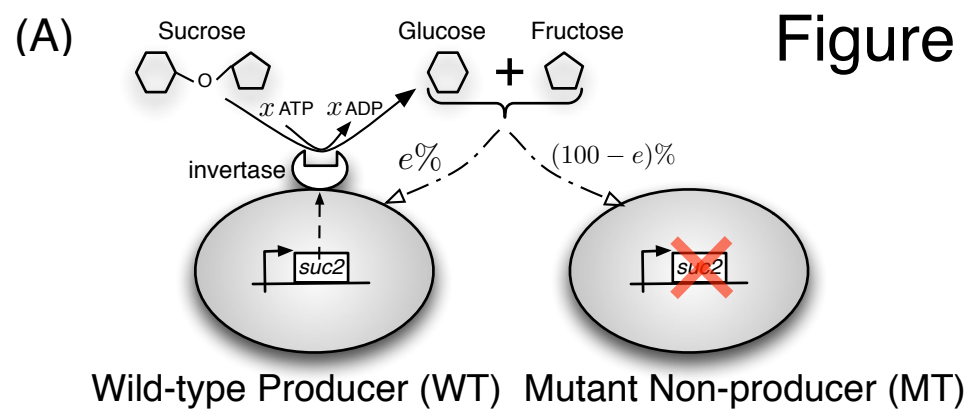 (A)
Figure
Sucrose
Glucose
Fructose
O
+
x ATP x ADP
invertase
e%
(100 − e)%
suc2
suc2
Wild-type Producer (WT)
Mutant Non-producer (MT)